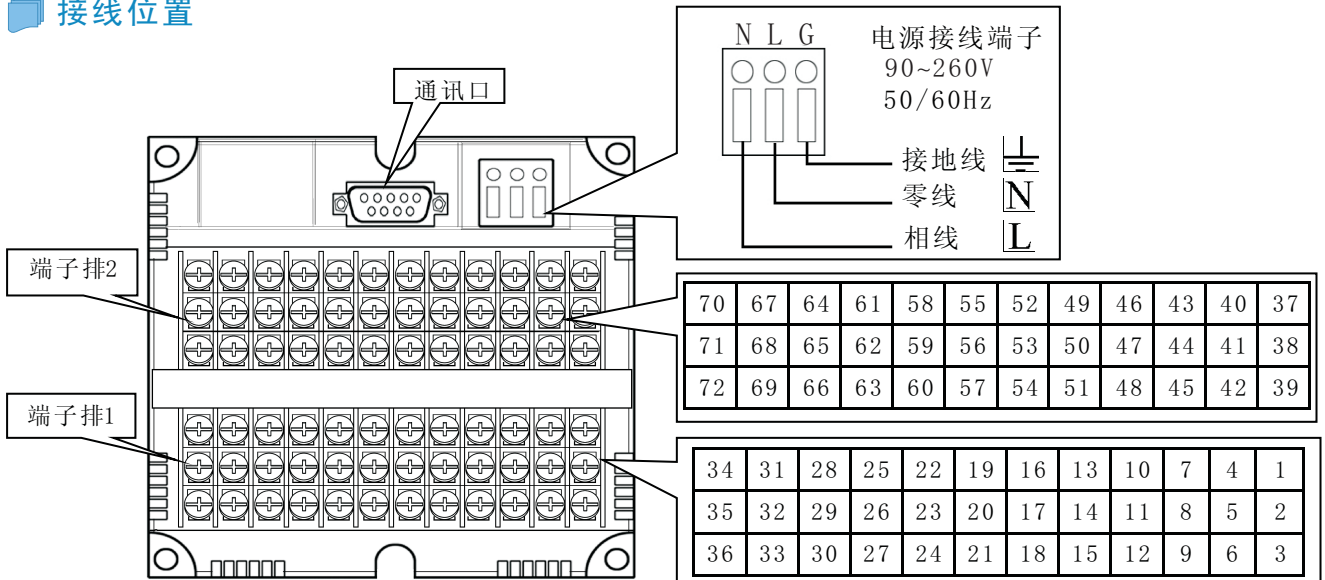 接线位置
通讯口
N L G
电源接线端子
90~260V
50/60Hz
接地线
零线 N
相线 L
端子排2
70 67 64 61 58 55 52 49 46 43 40 37
71 68 65 62 59 56 53 50 47 44 41 38
72 69 66 63 60 57 54 51 48 45 42 39
端子排1
34 31 28 25 22 19 16 13 10 7 4 1
35 32 29 26 23 20 17 14 11 8 5 2
36 33 30 27 24 21 18 15 12 9 6 3